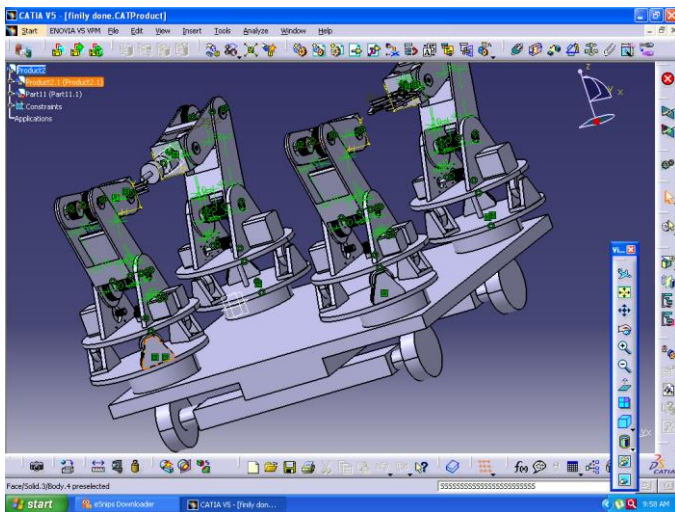 CATIA V5 - [finily done.CATProduct]
Start ENOVIA V5 VPM File Edit View Insert Tools Analyze Window Help
Product2
Product2.1 (Product2.1)
Part11 (Part11.1)
Constraints
Applications
z
y x
Vi...
f(x)
CATIA
Face/Solid.3/Body.4 preselected
start
eSnips Downloader
CATIA V5 - [finily don...
9:58 AM